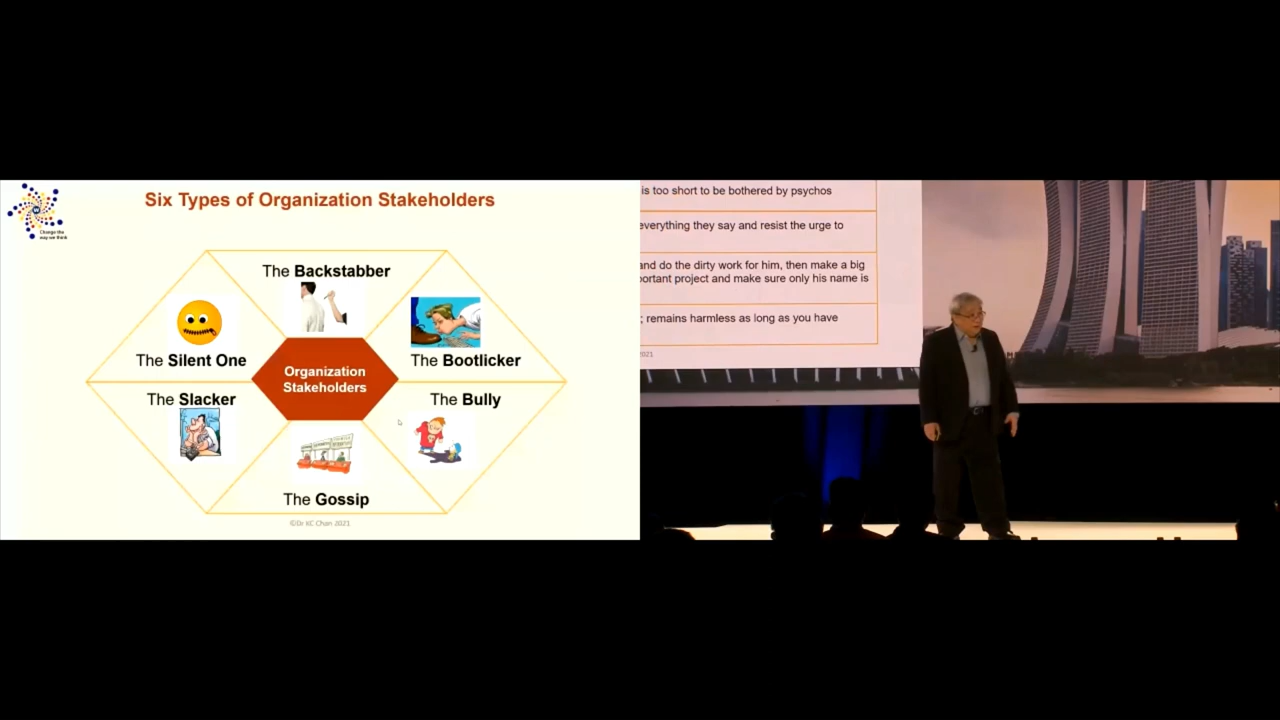 Change the
way we think
Six Types of Organization Stakeholders
The Backstabber
The Silent One
The Bootlicker
Organization
Stakeholders
The Slacker
The Bully
The Gossip
©Dr KC Chan 2021
is too short to be bothered by psychos
everything they say and resist the urge to
and do the dirty work for him, then make a big
portant project and make sure only his name is
; remains harmless as long as you have
2021